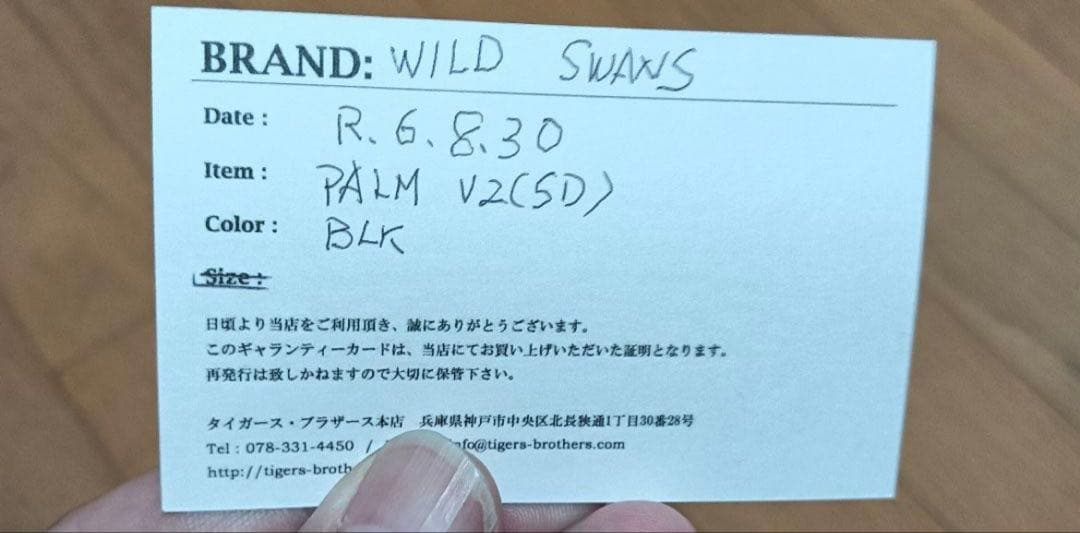 BRAND: WILD SWANS
Date : R. 6. 8. 30
Item : PALM V2(SD)
Color : BLK
Size :
日頃より当店をご利用頂き、誠にありがとうございます。
このギャランティーカードは、当店にてお買い上げいただいた証明となります。
再発行は致しかねますので大切に保管下さい。
タイガース・ブラザース本店 兵庫県神戸市中央区北長狭通1丁目30番28号
Tel : 078-331-4450 / nfo@tigers-brothers.com
http://tigers-broth